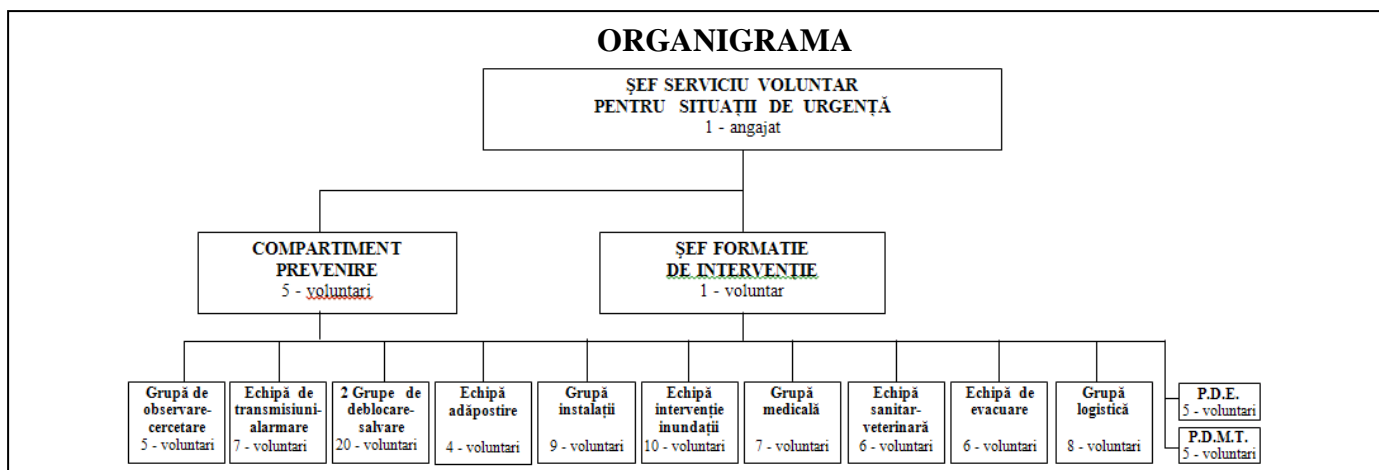 ORGANIGRAMA
ŞEF SERVICIU VOLUNTAR
PENTRU SITUAŢII DE URGENŢĂ
1 - angajat
COMPARTIMENT
PREVENIRE
5 - voluntari
ŞEF FORMATIE
DE INTERVENŢIE
1 - voluntar
Grupă de
observare-
cercetare
5 - voluntari
Echipă de
transmisiuni-
alarmare
7 - voluntari
2 Grupe de
deblocare-
salvare
20 - voluntari
Echipă
adăpostire
4 - voluntari
Grupă
instalaţii
9 - voluntari
Echipă
intervenţie
inundaţii
10 - voluntari
Grupă
medicală
7 - voluntari
Echipă
sanitar-
veterinară
6 - voluntari
Echipă de
evacuare
6 - voluntari
Grupă
logistică
8 - voluntari
P.D.E.
5 - voluntari
P.D.M.T.
5 - voluntari